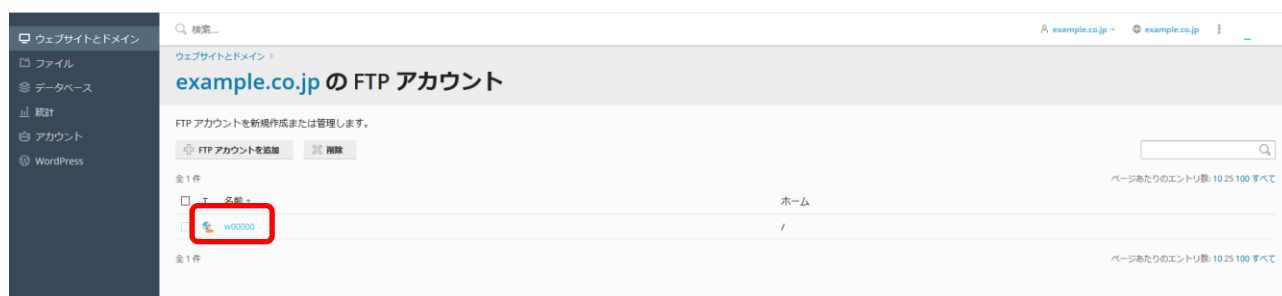 ウェブサイトとドメイン
ファイル
データベース
統計
アカウント
WordPress
検索...
example.co.jp
example.co.jp
ウェブサイトとドメイン >
example.co.jp の FTP アカウント
FTP アカウントを新規作成または管理します。
FTP アカウントを追加 削除
全 1 件 ページあたりのエントリ数: 10 25 100 すべて
T 名前 ホーム
w00000 /
全 1 件 ページあたりのエントリ数: 10 25 100 すべて